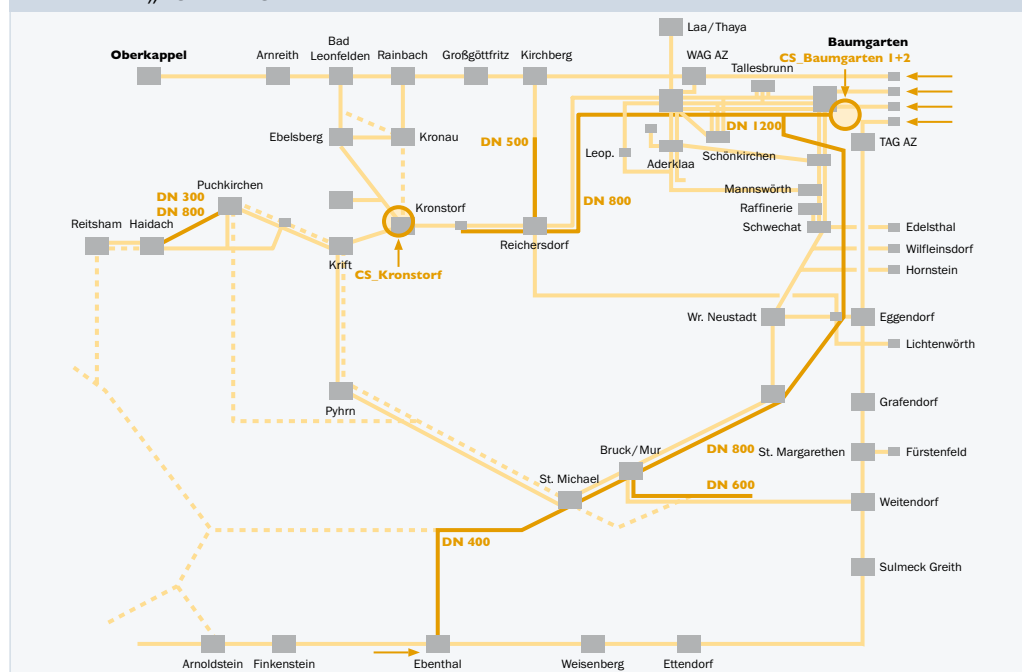 Laa/Thaya
Bad
Leonfelden
Baumgarten
Oberkappel
Arnreith
Rainbach
Großgöttfritz
Kirchberg
WAG AZ
CS_Baumgarten 1+2
Tallesbrunn
DN 1200
Ebelsberg
Kronau
DN 500
TAG AZ
Leop.
Aderklaa
Schönkirchen
Puchkirchen
DN 300
DN 800
Mannswörth
DN 800
Kronstorf
Raffinerie
Reitsham
Haidach
Schwechat
Edelsthal
Reichersdorf
Wilfleinsdorf
Krift
CS_Kronstorf
Hornstein
Wr. Neustadt
Eggendorf
Lichtenwörth
Grafendorf
Pyhrn
Bruck/Mur
DN 800
St. Margarethen
Fürstenfeld
St. Michael
DN 600
Weitendorf
DN 400
Sulmeck Greith
Arnoldstein
Finkenstein
Ebenthal
Weisenberg
Ettendorf